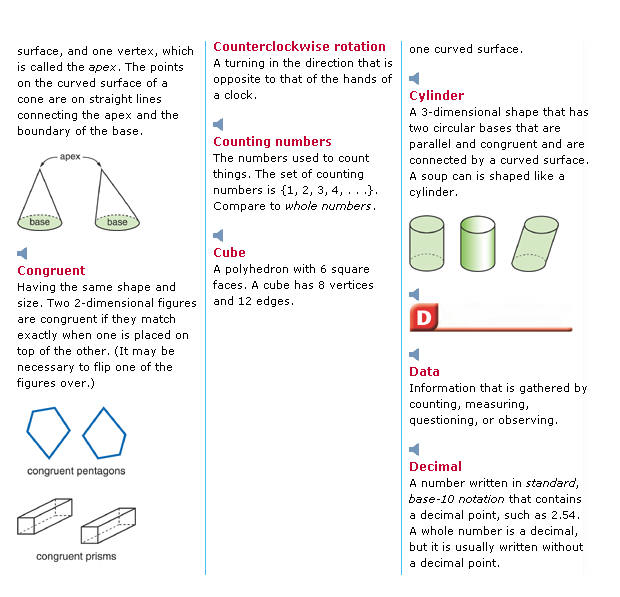 surface, and one vertex, which
is called the apex. The points
on the curved surface of a
cone are on straight lines
connecting the apex and the
boundary of the base.
apex
base
base
Congruent
Having the same shape and
size. Two 2-dimensional figures
are congruent if they match
exactly when one is placed on
top of the other. (It may be
necessary to flip one of the
figures over.)
congruent pentagons
congruent prisms
Counterclockwise rotation
A turning in the direction that is
opposite to that of the hands of
a clock.
Counting numbers
The numbers used to count
things. The set of counting
numbers is {1, 2, 3, 4, . . .}.
Compare to whole numbers.
Cube
A polyhedron with 6 square
faces. A cube has 8 vertices
and 12 edges.
one curved surface.
Cylinder
A 3-dimensional shape that has
two circular bases that are
parallel and congruent and are
connected by a curved surface.
A soup can is shaped like a
cylinder.
D
Data
Information that is gathered by
counting, measuring,
questioning, or observing.
Decimal
A number written in standard,
base-10 notation that contains
a decimal point, such as 2.54.
A whole number is a decimal,
but it is usually written without
a decimal point.